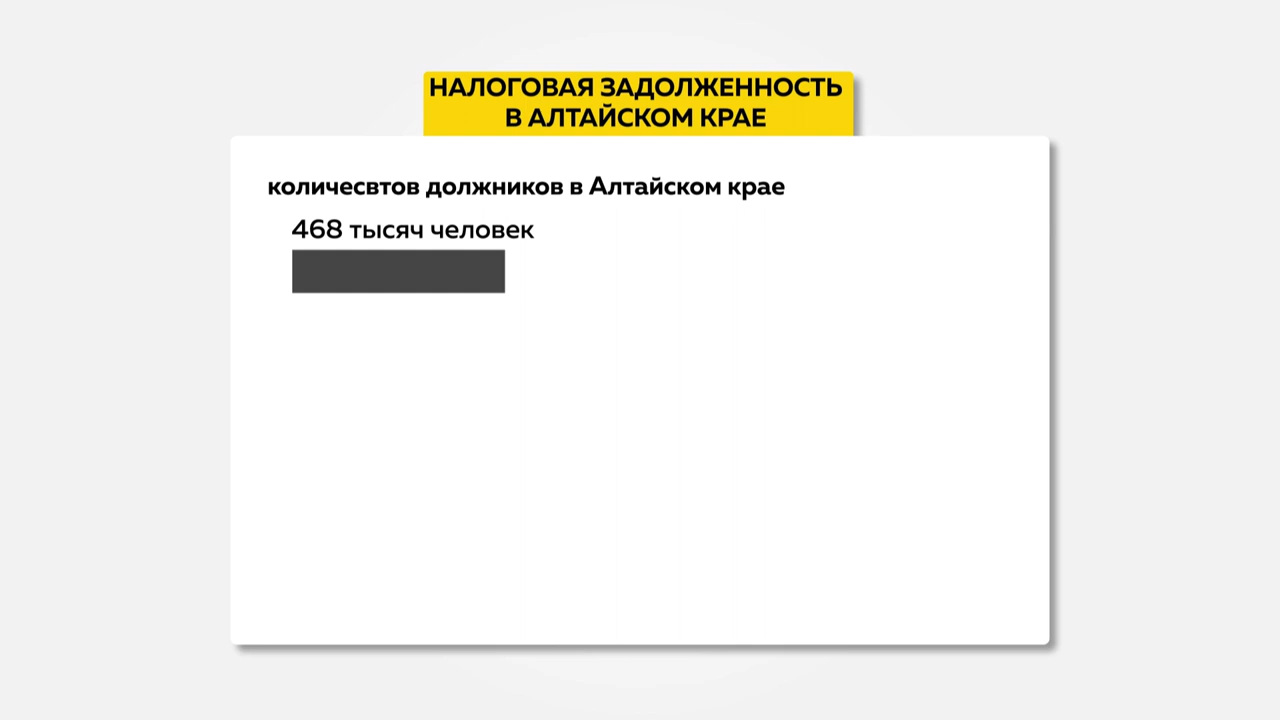 НАЛОГОВАЯ ЗАДОЛЖЕННОСТЬ
В АЛТАЙСКОМ КРАЕ
количесвтов должников в Алтайском крае
468 тысяч человек